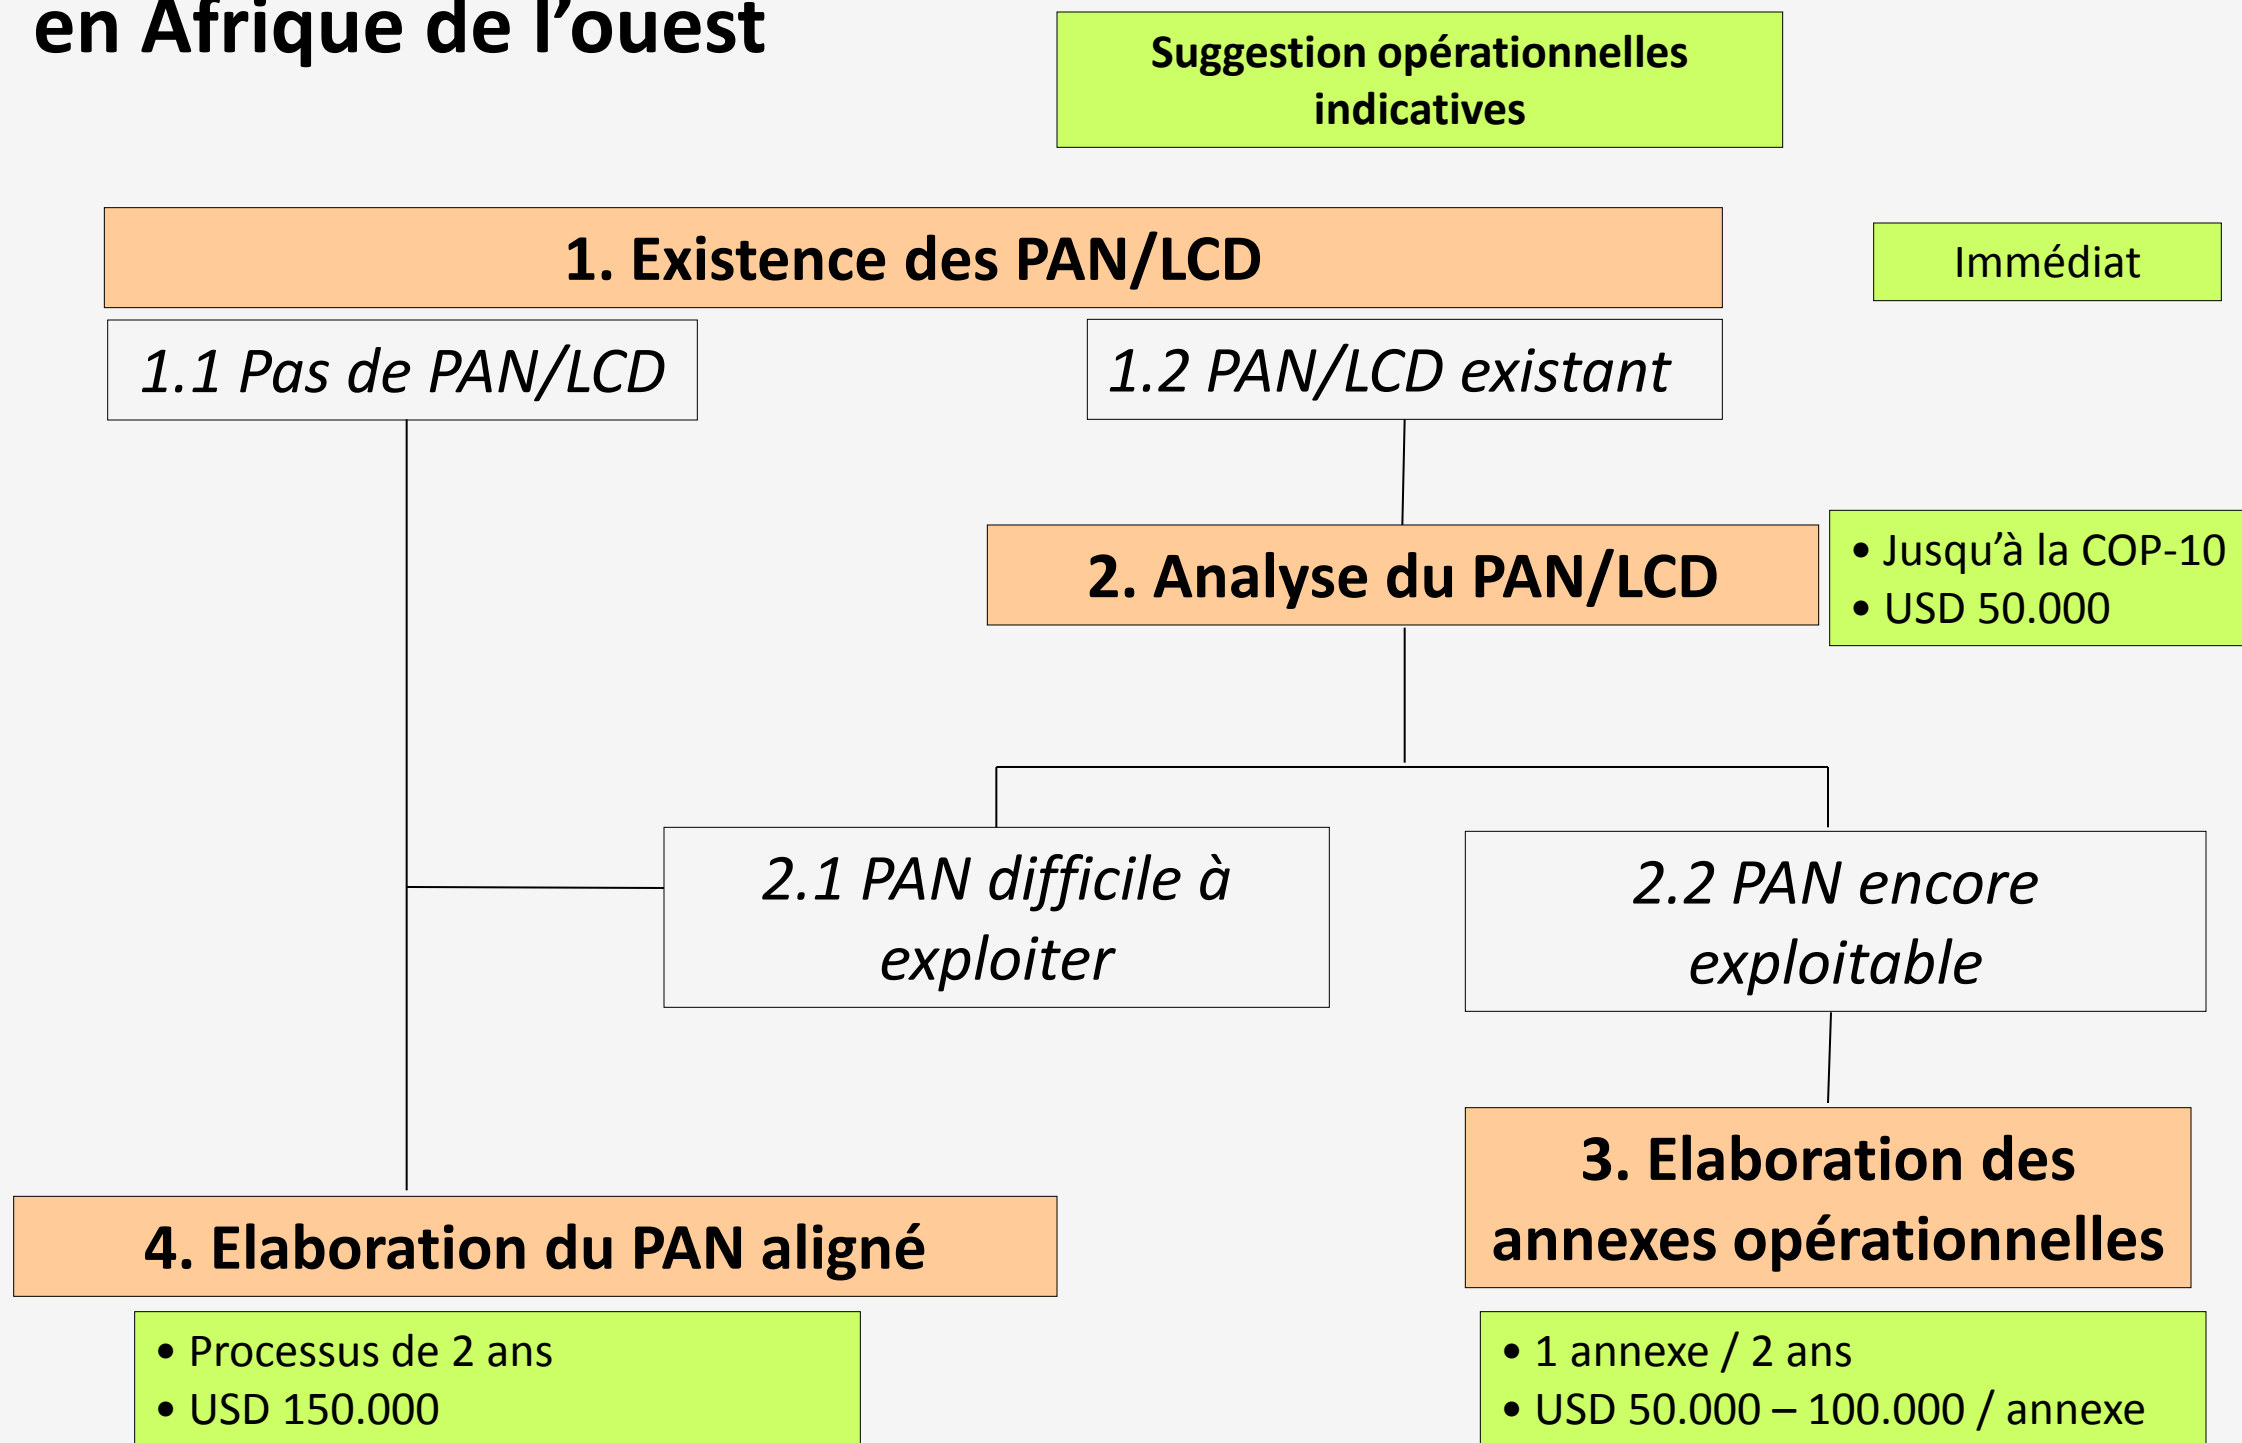 en Afrique de l’ouest
Suggestion opérationnelles
indicatives
1. Existence des PAN/LCD
Immédiat
1.1 Pas de PAN/LCD
1.2 PAN/LCD existant
2. Analyse du PAN/LCD
• Jusqu’à la COP-10
• USD 50.000
2.1 PAN difficile à
exploiter
2.2 PAN encore
exploitable
3. Elaboration des
annexes opérationnelles
4. Elaboration du PAN aligné
• Processus de 2 ans
• USD 150.000
• 1 annexe / 2 ans
• USD 50.000 – 100.000 / annexe